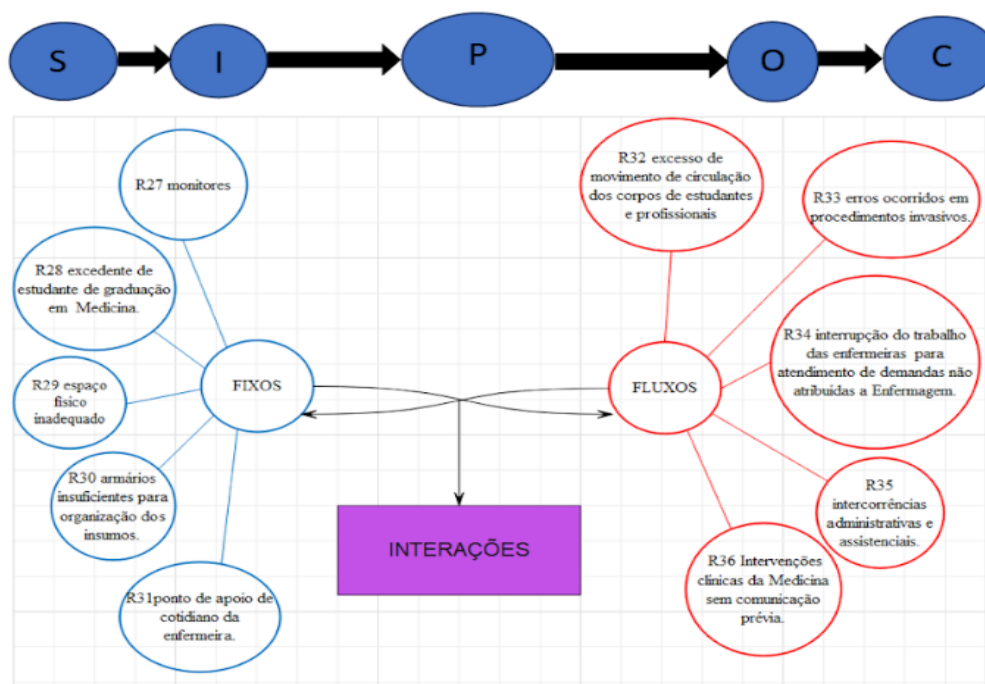 S
I
P
O
C
R27 monitores
R28 excedente de
estudante de graduação
em Medicina.
R29 espaço
fisico
inadequado
R30 armários
insuficientes para
organização dos
insumos.
R31ponto de apoio de
cotidiano da
enfermeira.
FIXOS
INTERAÇÕES
FLUXOS
R32 excesso de
movimento de circulação
dos corpos de estudantes
e profissionais
R33 erros ocorridos em
procedimentos invasivos.
R34 interrupção do trabalho
das enfermeiras para
atendimento de demandas não
atribuídas a Enfermagem.
R35
intercorrências
administrativas e
assistenciais.
R36 Intervenções
clinicas da Medicina
sem comunicação
prévia.